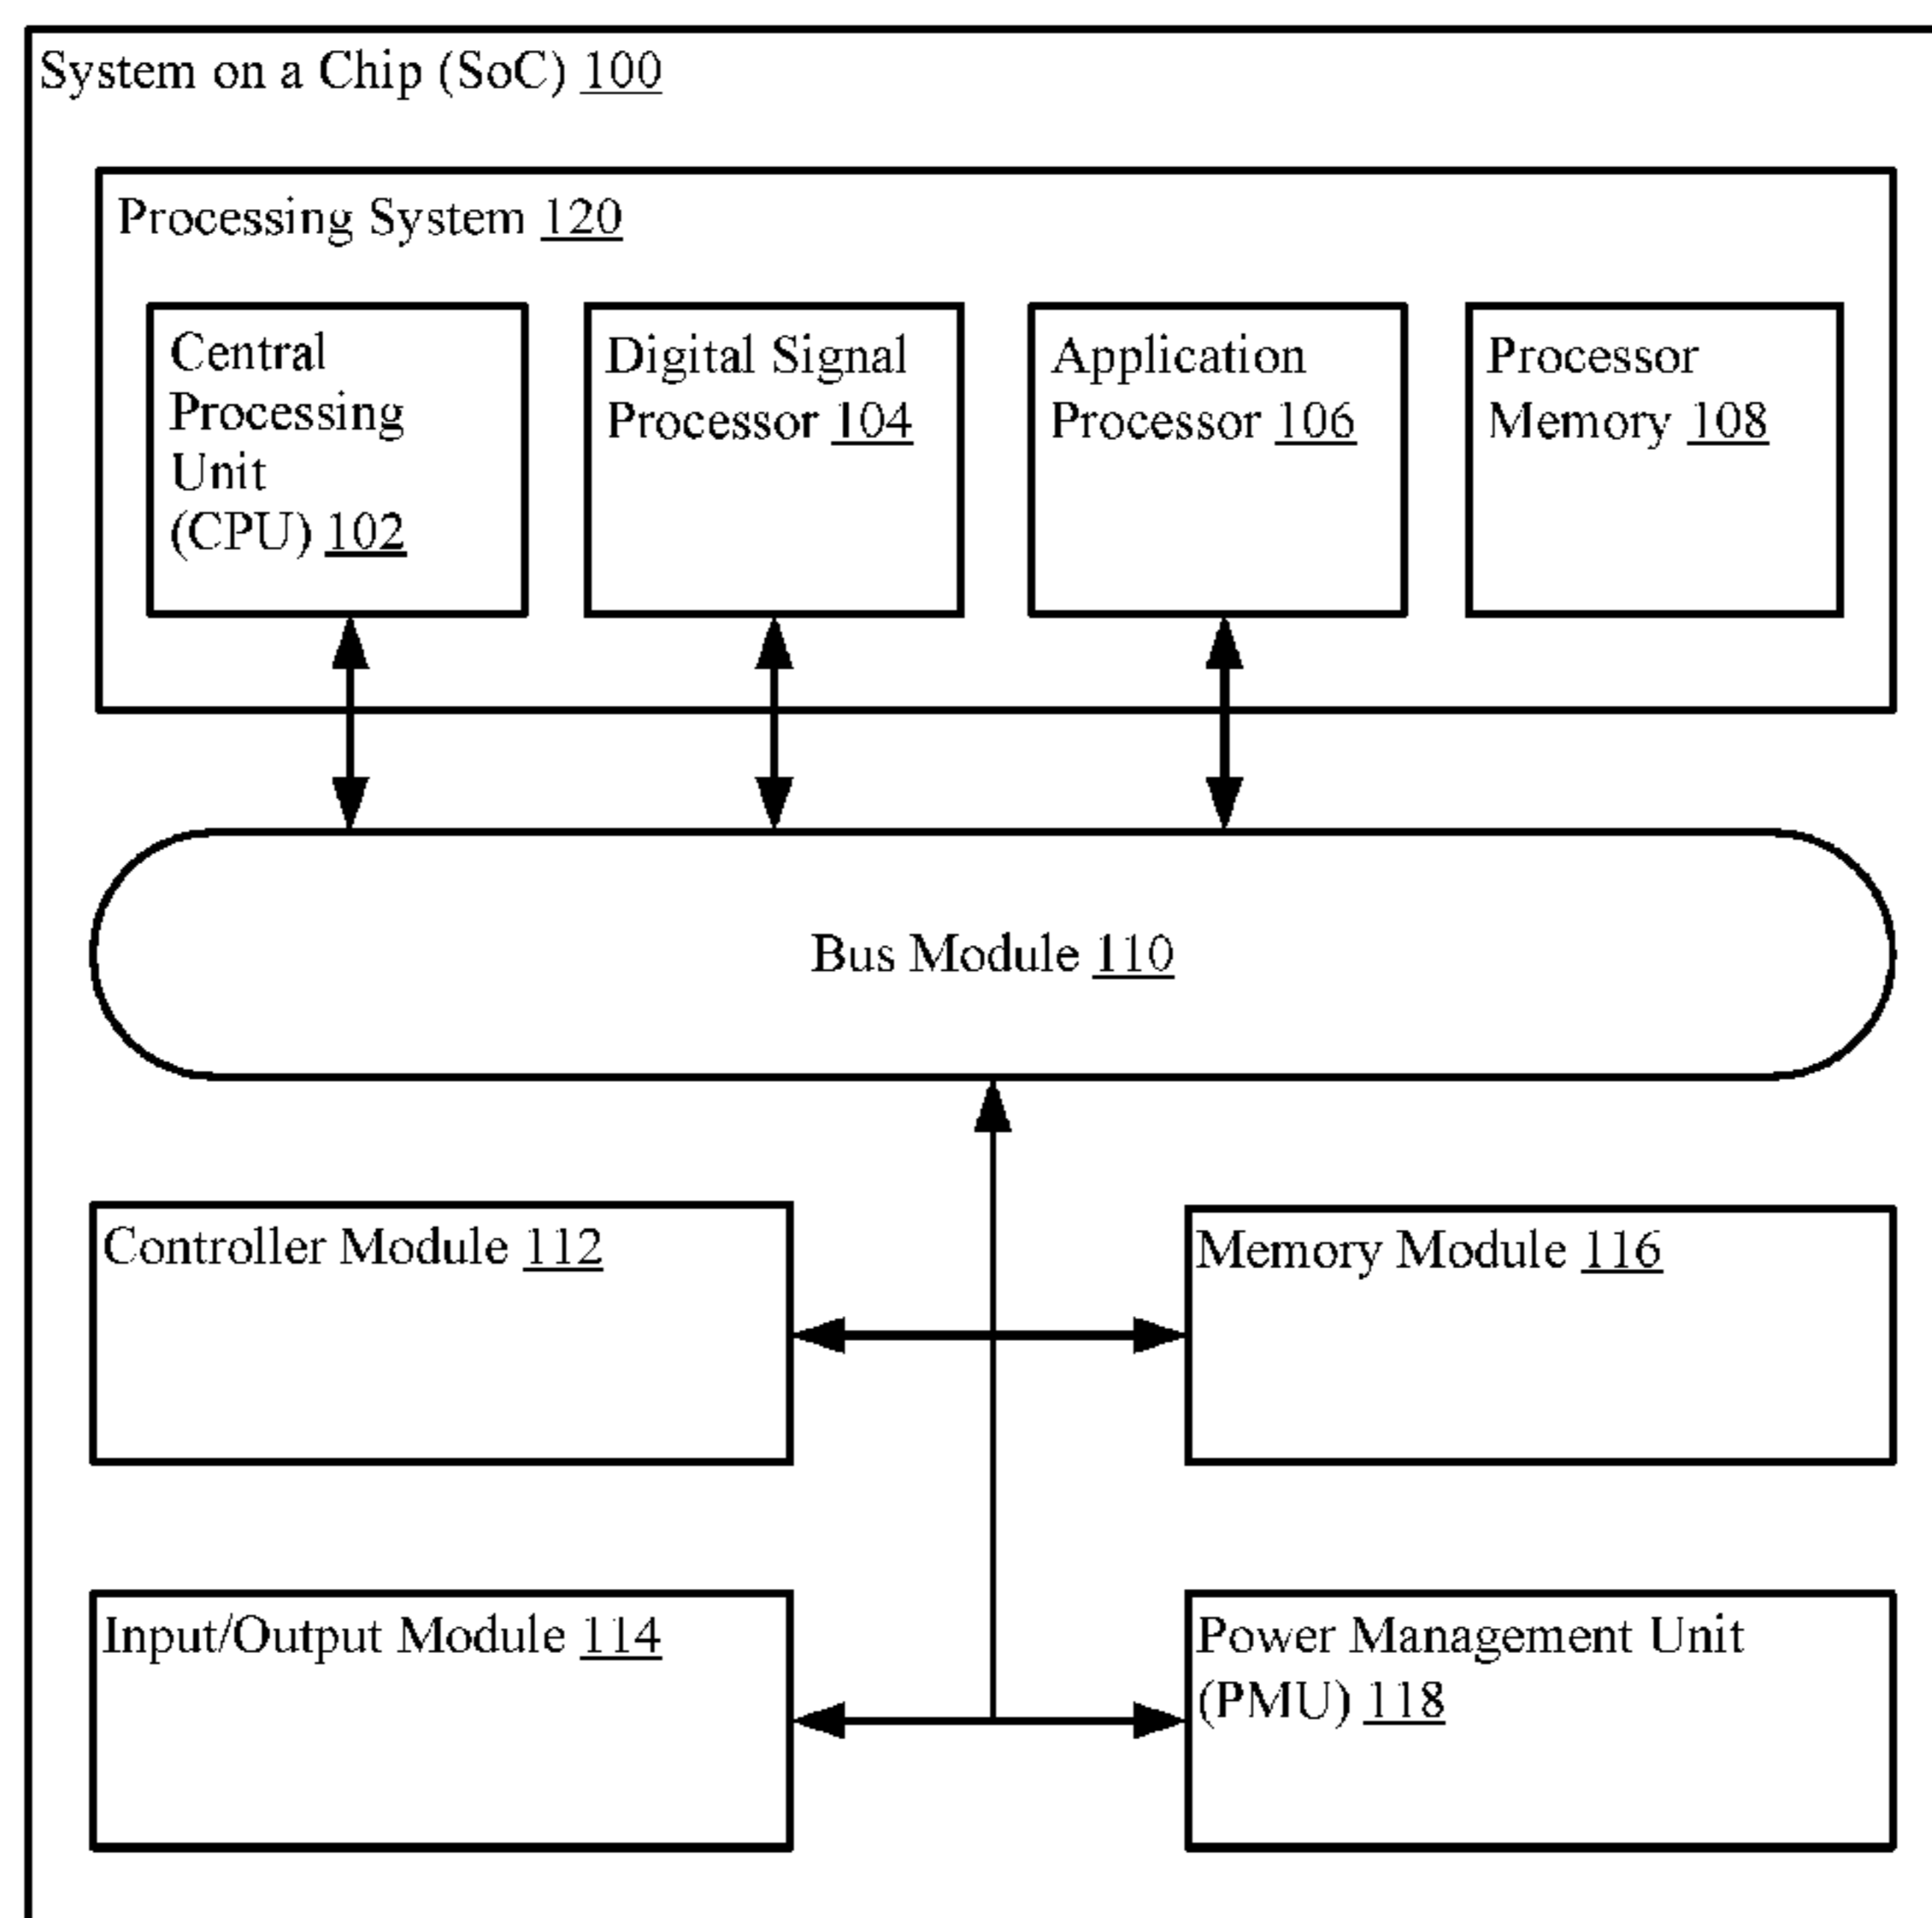 System on a Chip (SoC) 100
Processing System 120
Central
Processing
Unit
(CPU) 102
Digital Signal
Processor 104
Application
Processor 106
Processor
Memory 108
Bus Module 110
Controller Module 112
Memory Module 116
Input/Output Module 114
Power Management Unit
(PMU) 118